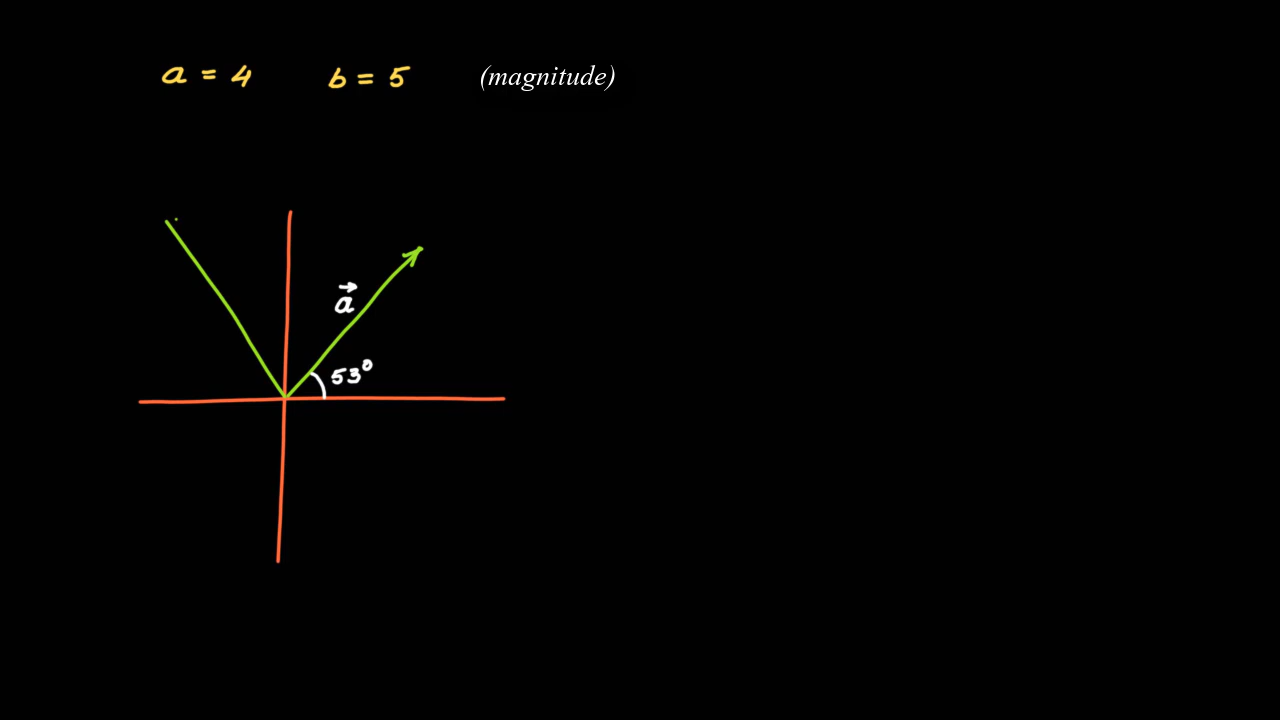 a = 4 b = 5 (magnitude)
a⃗
53°